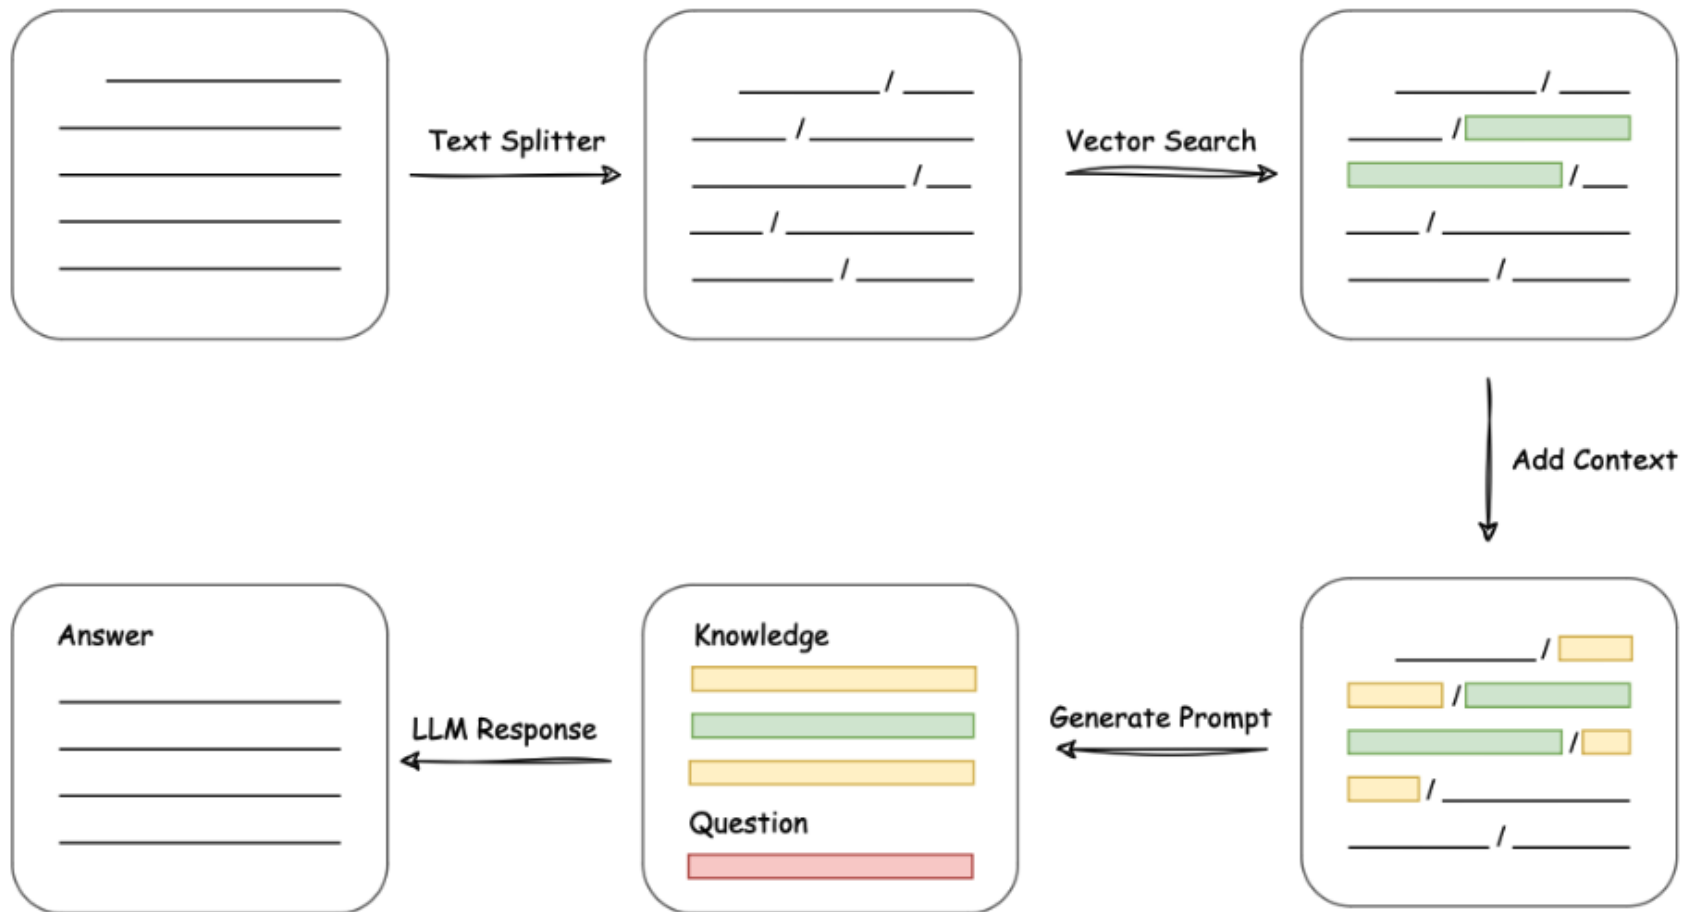 Text Splitter
Vector Search
Add Context
Generate Prompt
Knowledge
Question
LLM Response
Answer